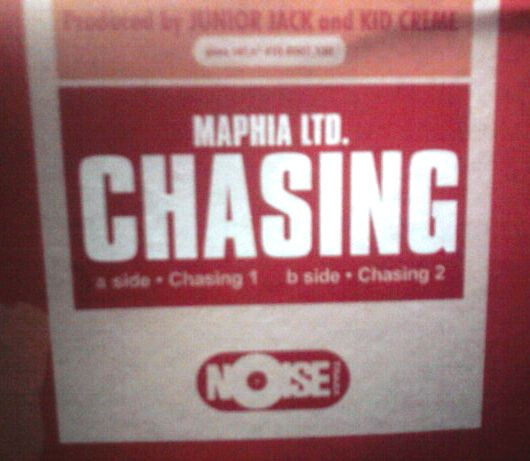 Produced by JUNIOR JACK and KID CREME
MAPHIA LTD.
CHASING
a side • Chasing 1 b side • Chasing 2
NOISE